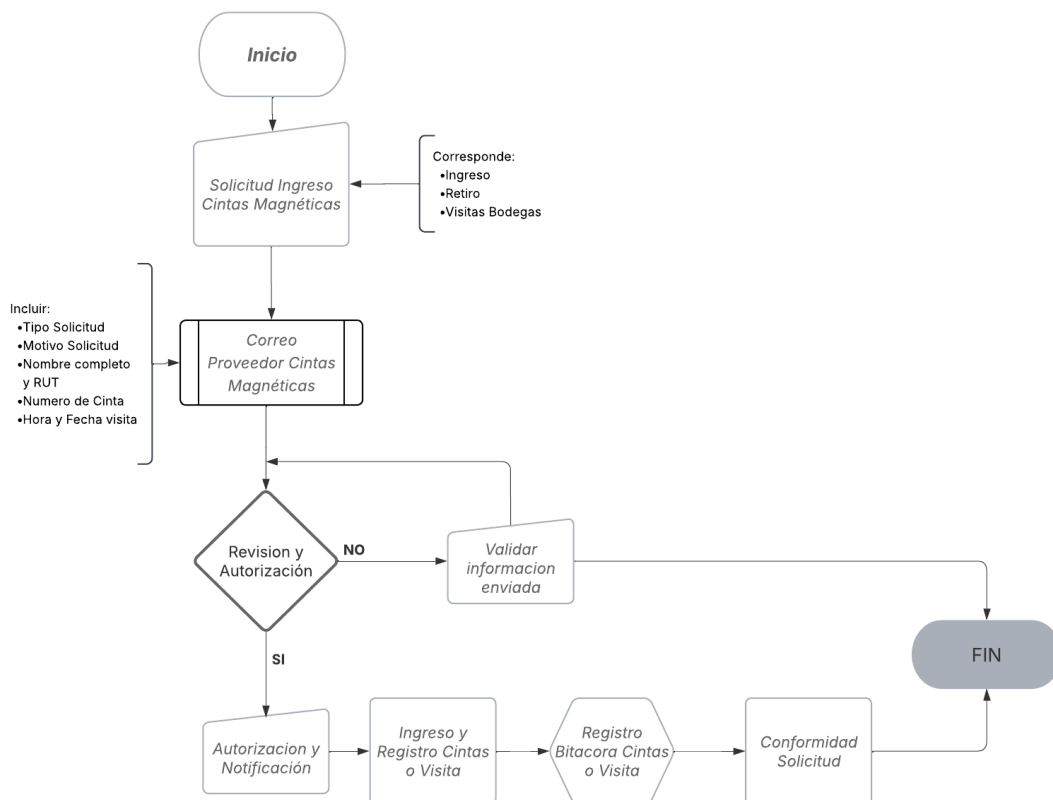 Inicio
Solicitud Ingreso
Cintas Magnéticas
Corresponde:
•Ingreso
•Retiro
•Visitas Bodegas
Incluir:
•Tipo Solicitud
•Motivo Solicitud
•Nombre completo
y RUT
•Numero de Cinta
•Hora y Fecha visita
Correo
Proveedor Cintas
Magnéticas
Revision y
Autorización
NO
Validar
informacion
enviada
FIN
SI
Autorizacion y
Notificación
Ingreso y
Registro Cintas
o Visita
Registro
Bitacora Cintas
o Visita
Conformidad
Solicitud